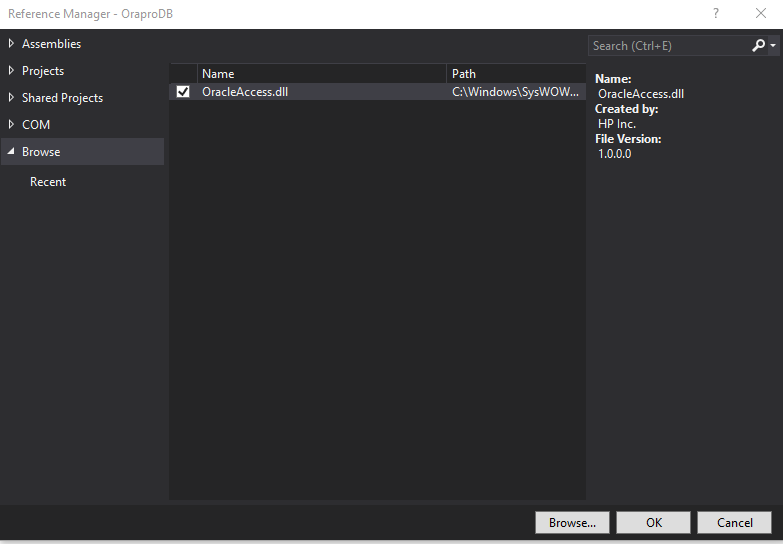 Reference Manager - OraproDB
?
Assemblies
Projects
Shared Projects
COM
Browse
Recent
Name Path
OracleAccess.dll C:\Windows\SysWOW...
Search (Ctrl+E)
Name:
OracleAccess.dll
Created by:
HP Inc.
File Version:
1.0.0.0
Browse... OK Cancel